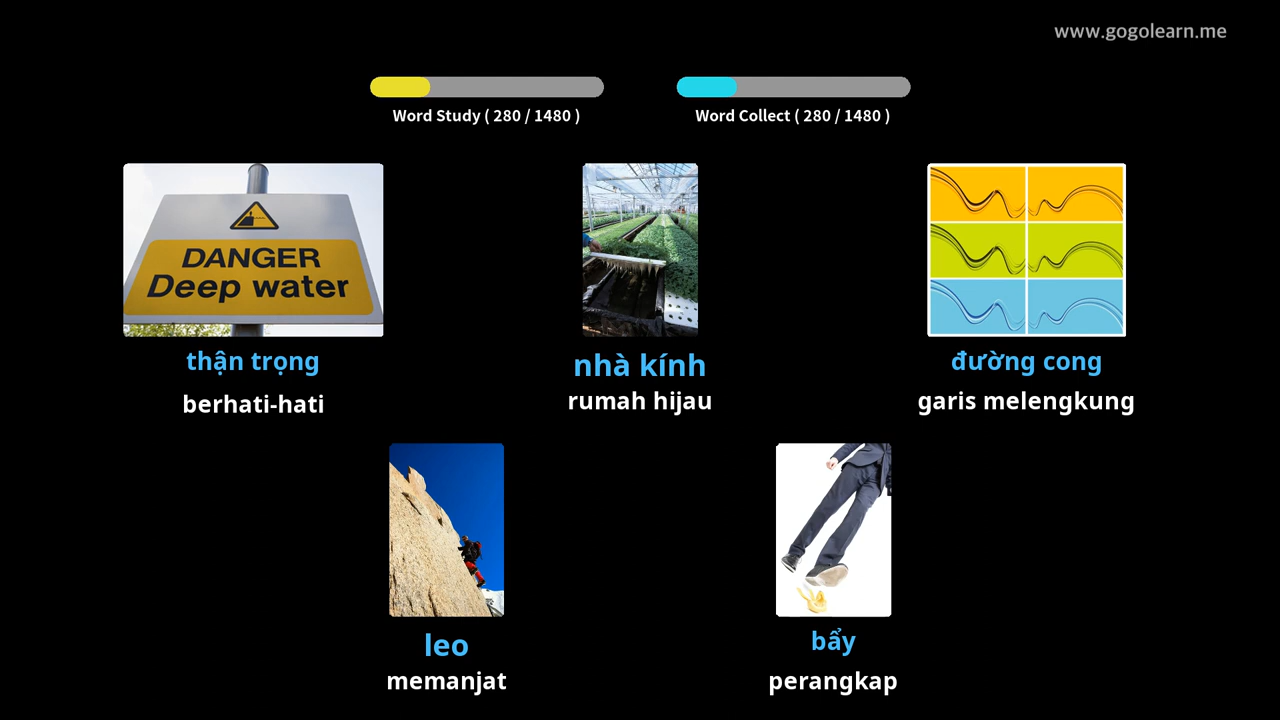 www.gogolearn.me
Word Study ( 280 / 1480 )
Word Collect ( 280 / 1480 )
DANGER
Deep water
thận trọng
berhati-hati
nhà kính
rumah hijau
đường cong
garis melengkung
leo
memanjat
bẩy
perangkap